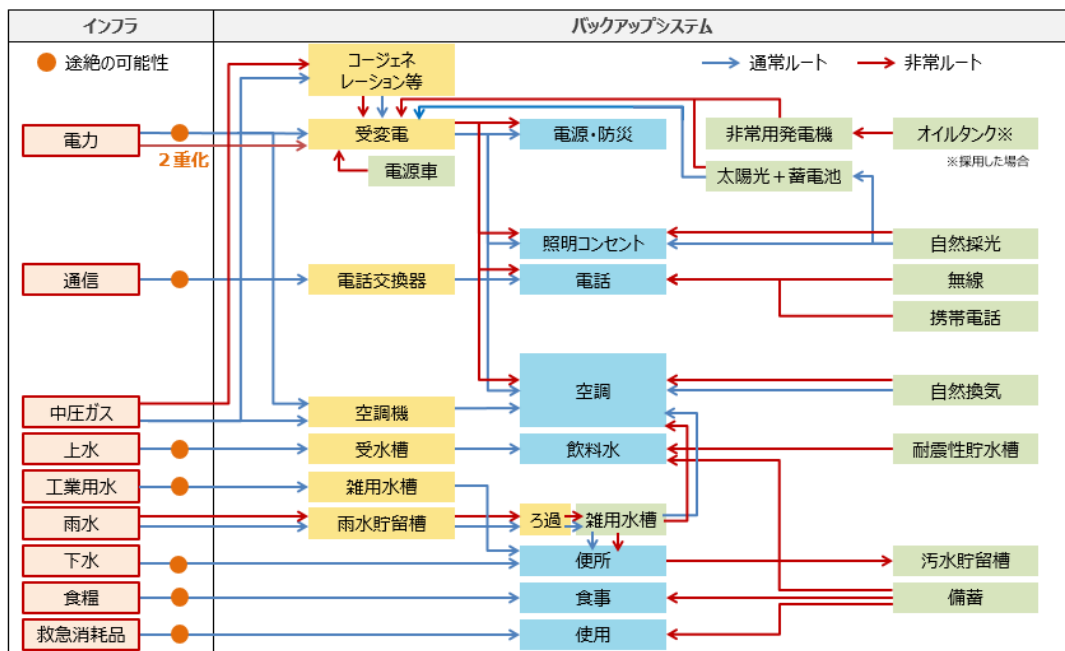 インフラ
バックアップシステム
途絶の可能性
コージェネ
レーション等
通常ルート
非常ルート
電力
2重化
受変電
電源・防災
非常用発電機
オイルタンク※
※採用した場合
電源車
太陽光+蓄電池
照明コンセント
自然採光
通信
電話交換器
電話
無線
携帯電話
空調
自然換気
中圧ガス
空調機
上水
受水槽
飲料水
耐震性貯水槽
工業用水
雑用水槽
雨水
雨水貯留槽
ろ過
雑用水槽
下水
便所
汚水貯留槽
食糧
食事
備蓄
救急消耗品
使用